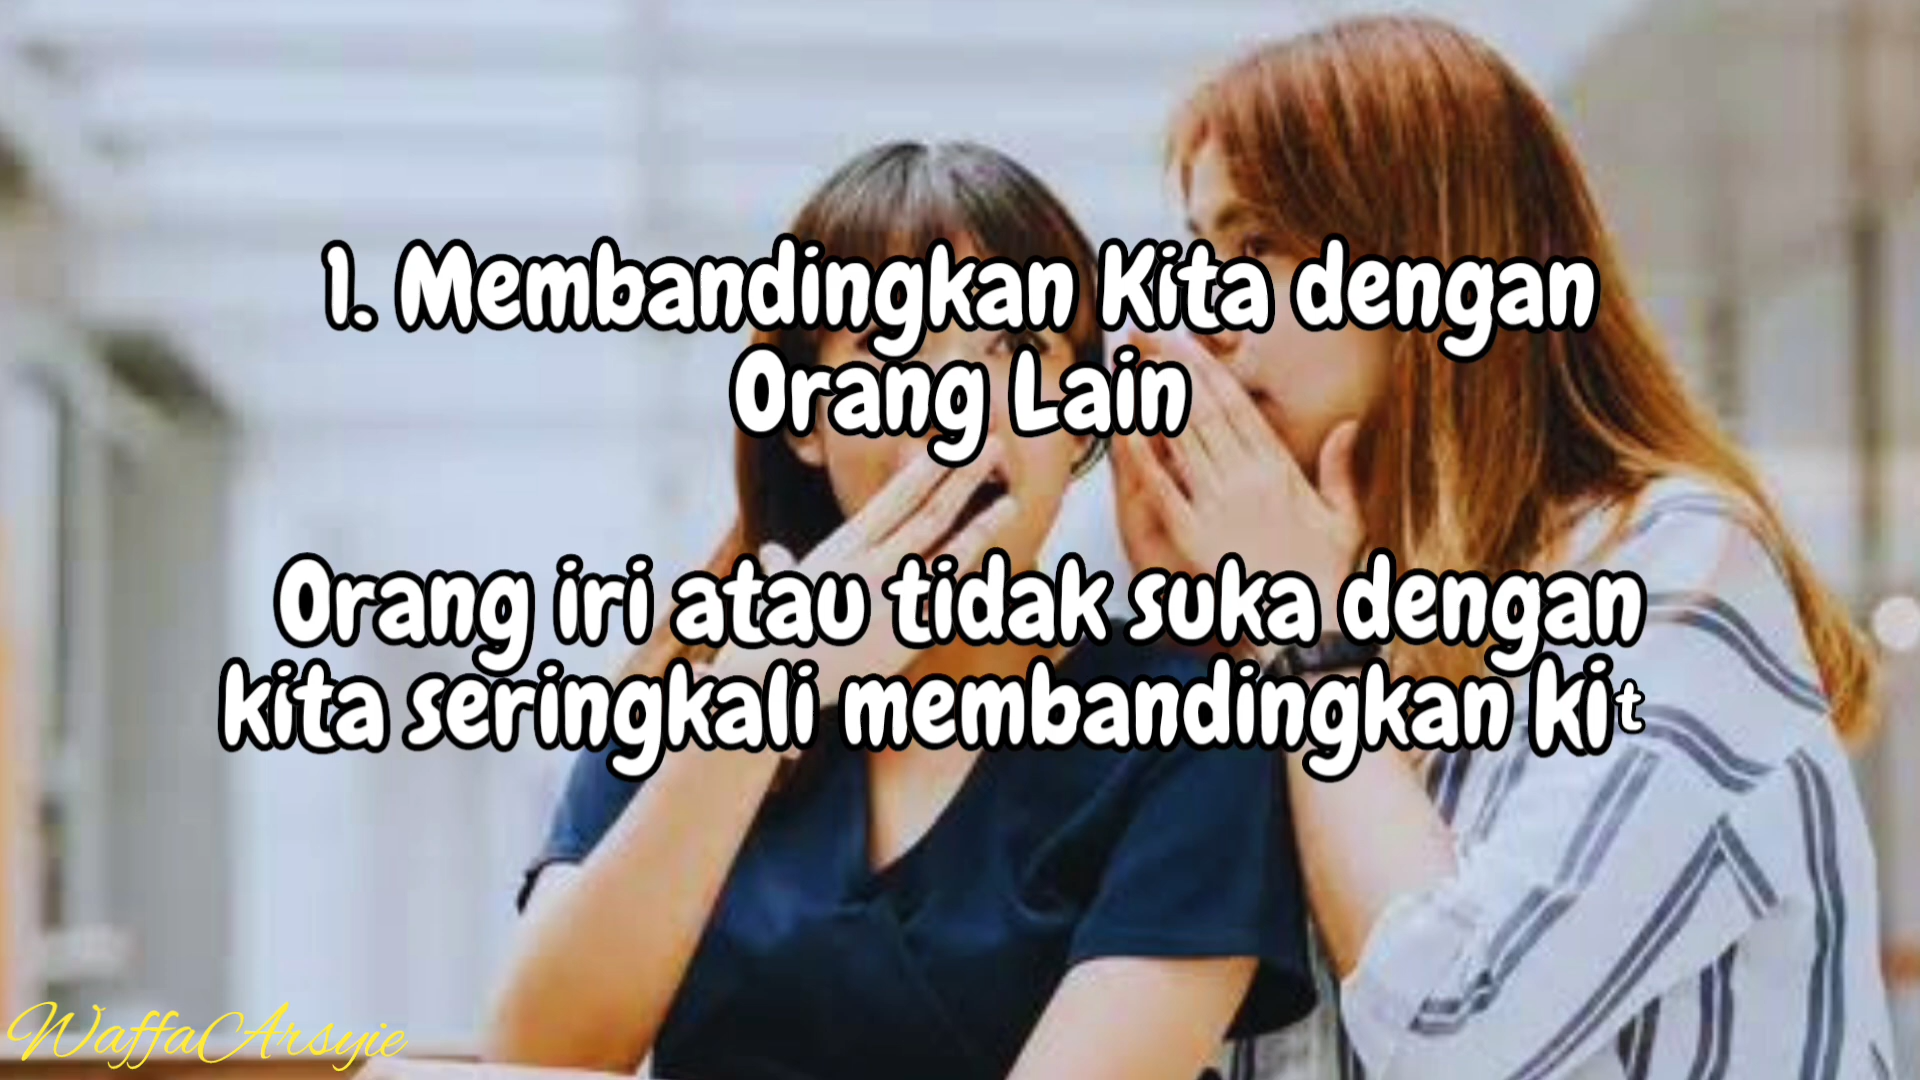 1. Membandingkan Kita dengan
Orang Lain
Orang iri atau tidak suka dengan
kita seringkali membandingkan kit
WaffaArsyie